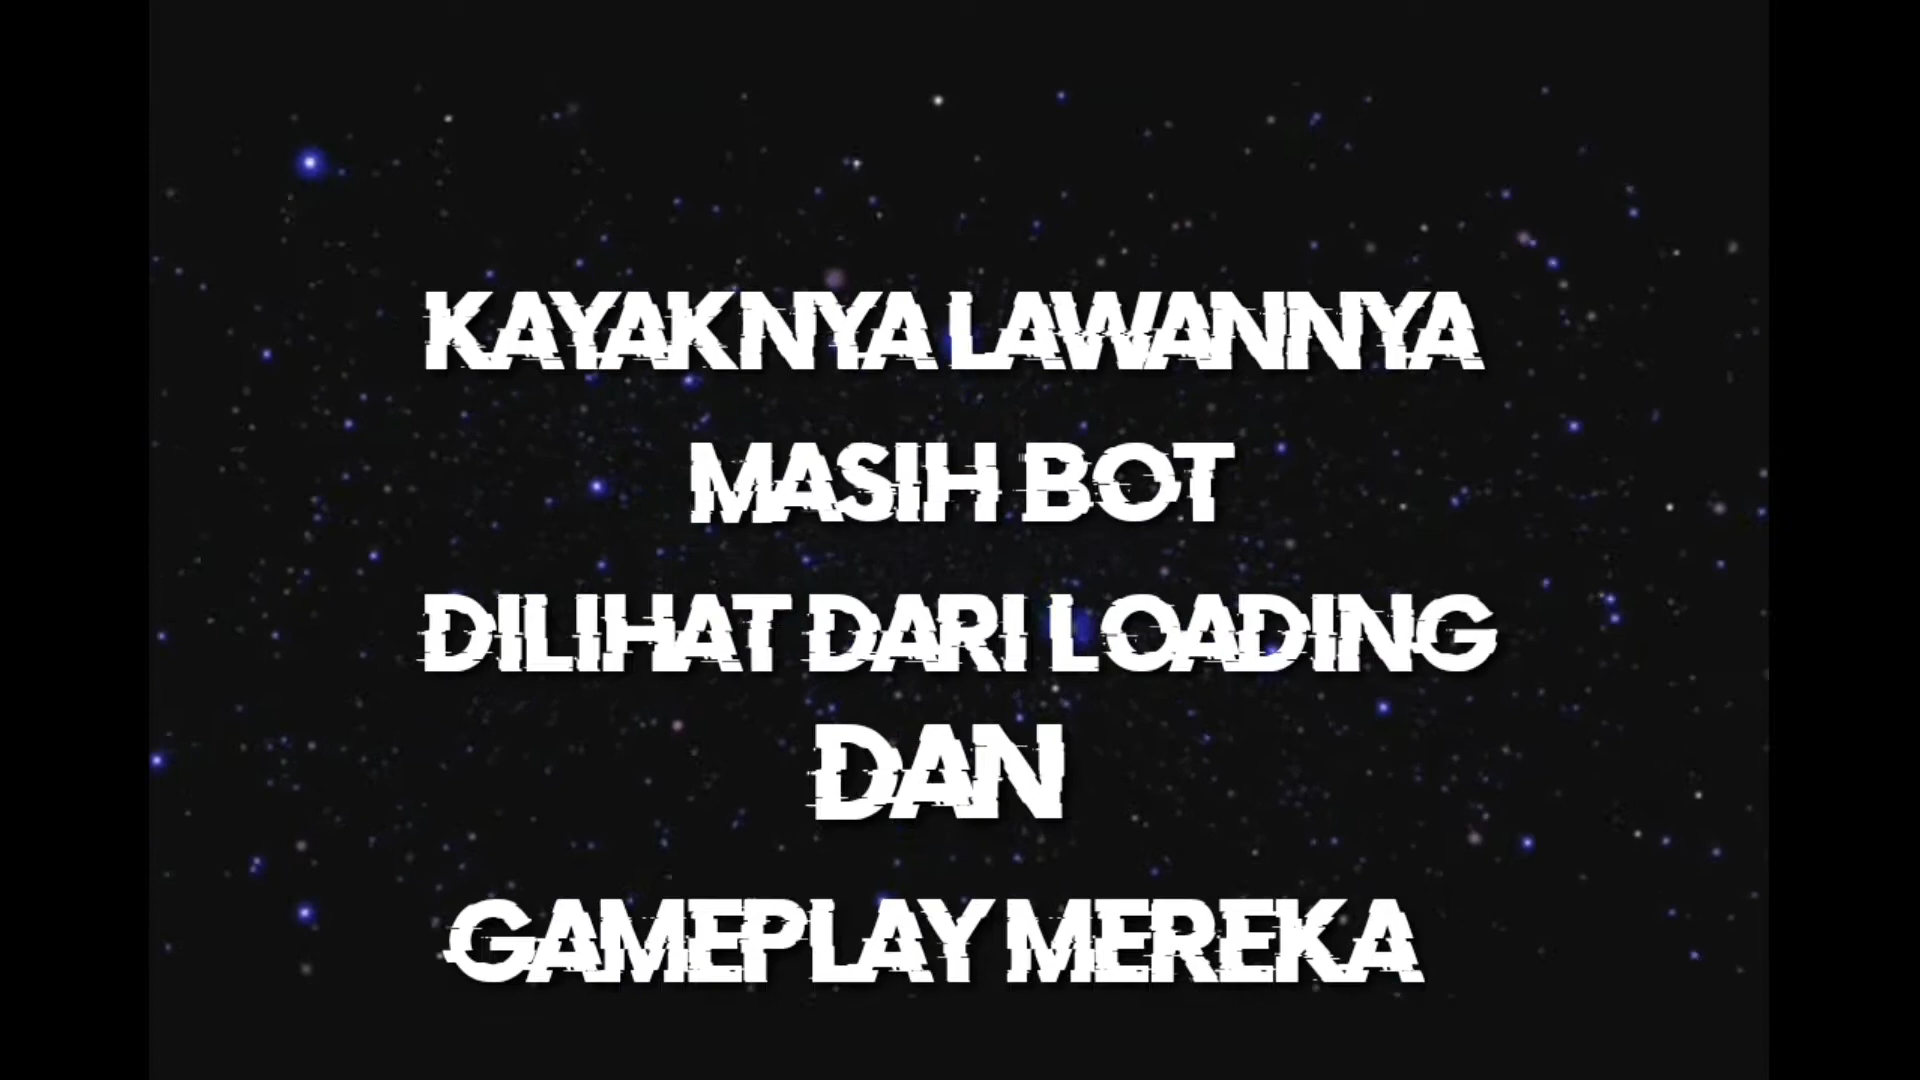 KAYAKNYA LAWANNYA
MASIH BOT
DILIHAT DARI LOADING
DAN
GAMEPLAY MEREKA